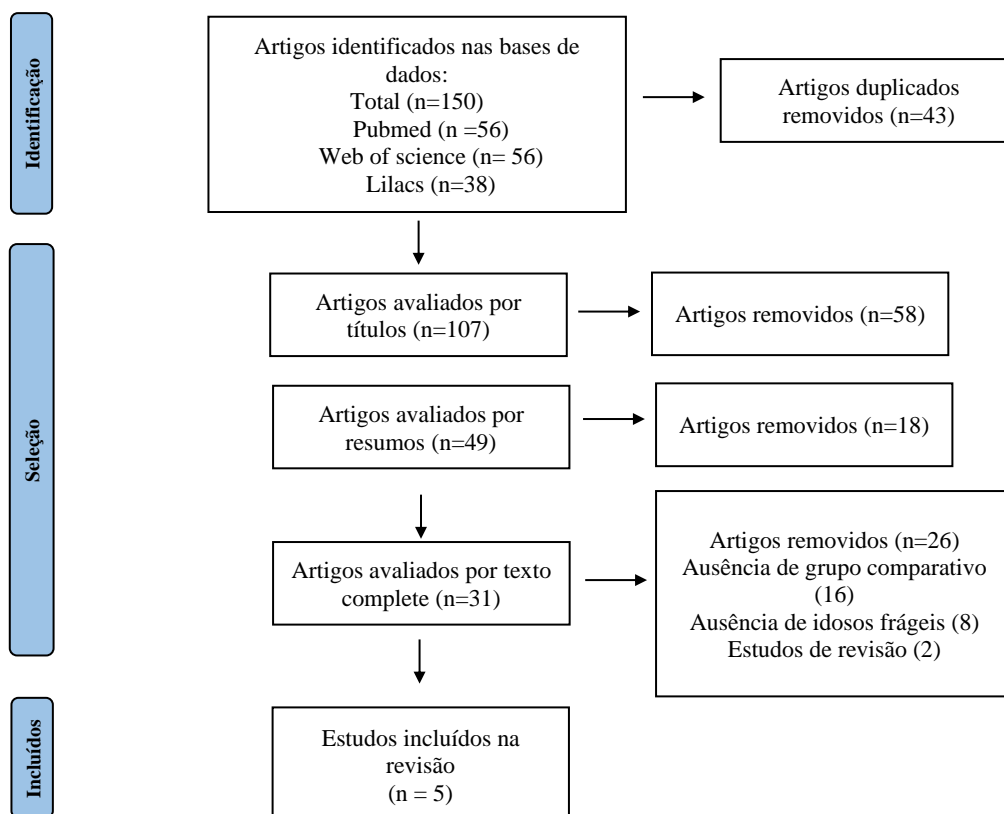 Identificação
Artigos identificados nas bases de
dados:
Total (n=150)
Pubmed (n =56)
Web of science (n= 56)
Lilacs (n=38)
Artigos duplicados
removidos (n=43)
Seleção
Artigos avaliados por
títulos (n=107)
Artigos removidos (n=58)
Artigos avaliados por
resumos (n=49)
Artigos removidos (n=18)
Artigos avaliados por texto
complete (n=31)
Artigos removidos (n=26)
Ausência de grupo comparativo
(16)
Ausência de idosos frágeis (8)
Estudos de revisão (2)
Incluídos
Estudos incluídos na
revisão
(n = 5)